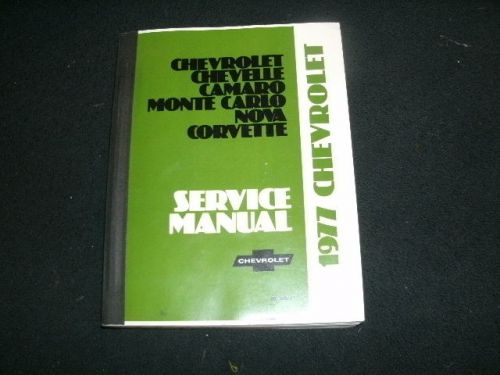 CHEVROLET
CHEVELLE
CAMARO
MONTE CARLO
NOVA
CORVETTE
SERVICE
MANUAL
CHEVROLET
1977 CHEVROLET